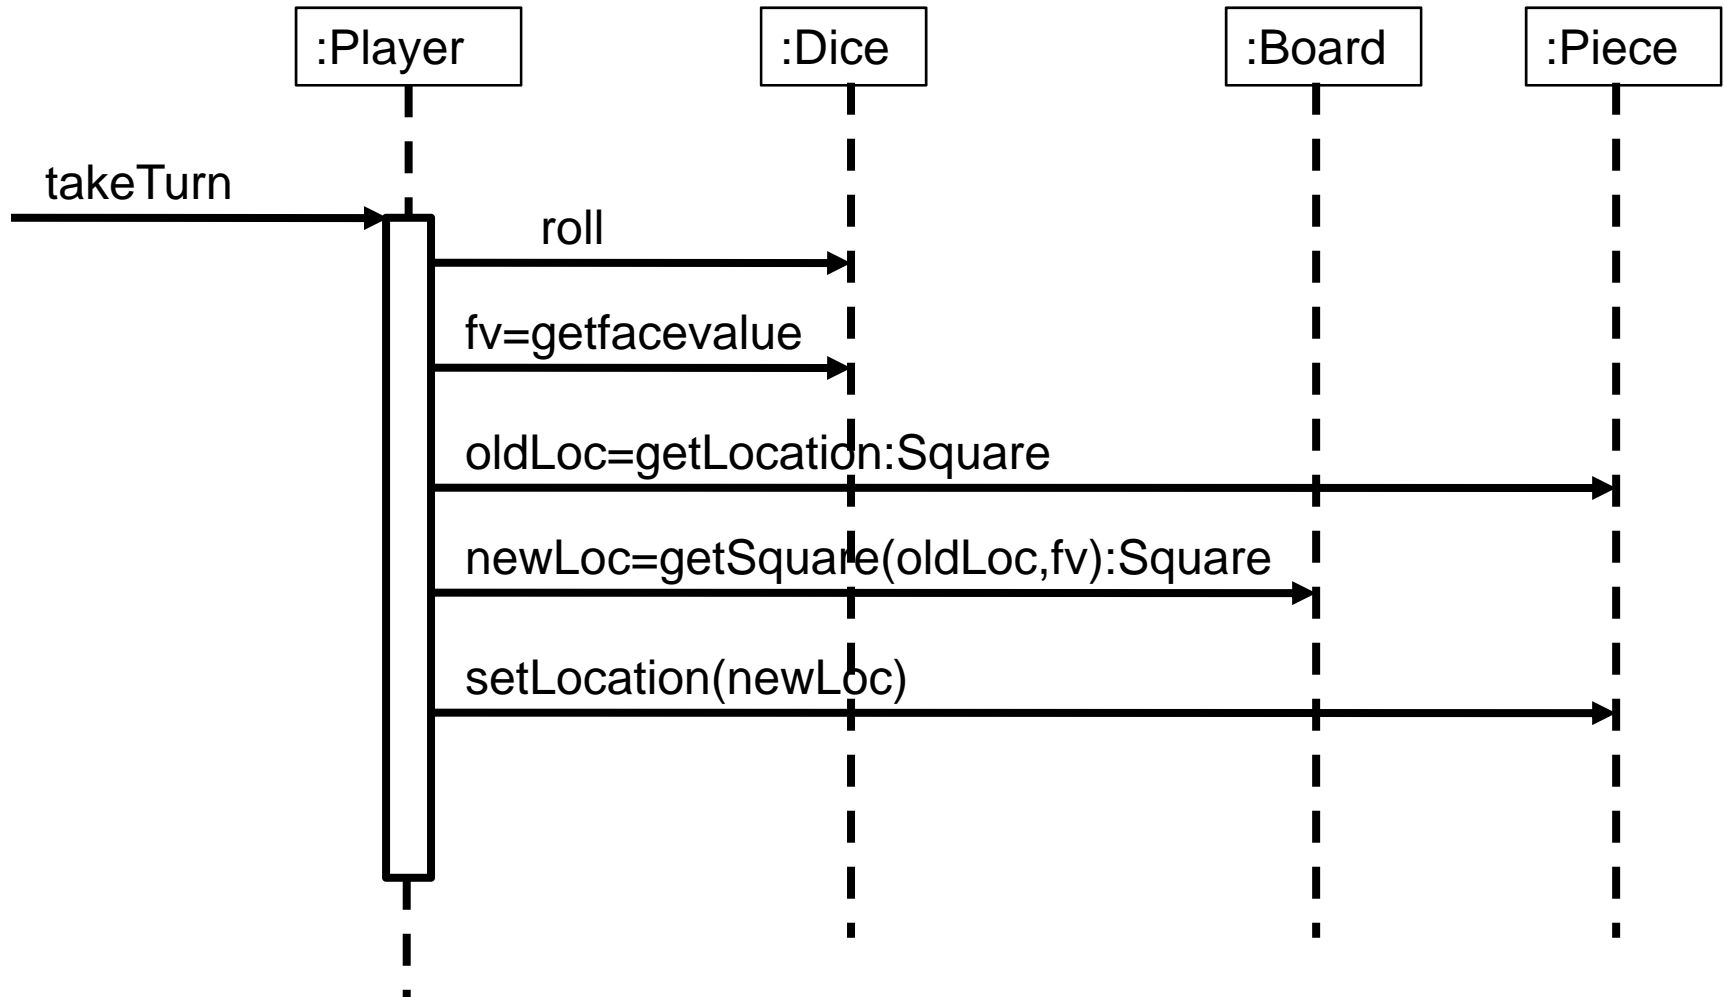 :Player
:Dice
:Board
:Piece
takeTurn
roll
fv=getfacevalue
oldLoc=getLocation:Square
newLoc=getSquare(oldLoc,fv):Square
setLocation(newLoc)